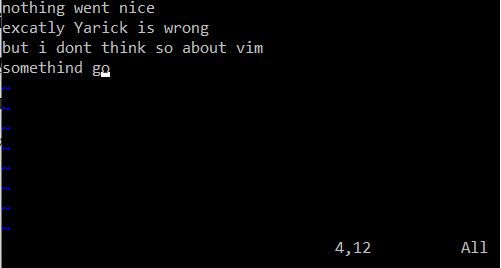 nothing went nice
excatly Yarick is wrong
but i dont think so about vim
somethind go
~
~
~
~
~
~
~
~
4,12 All